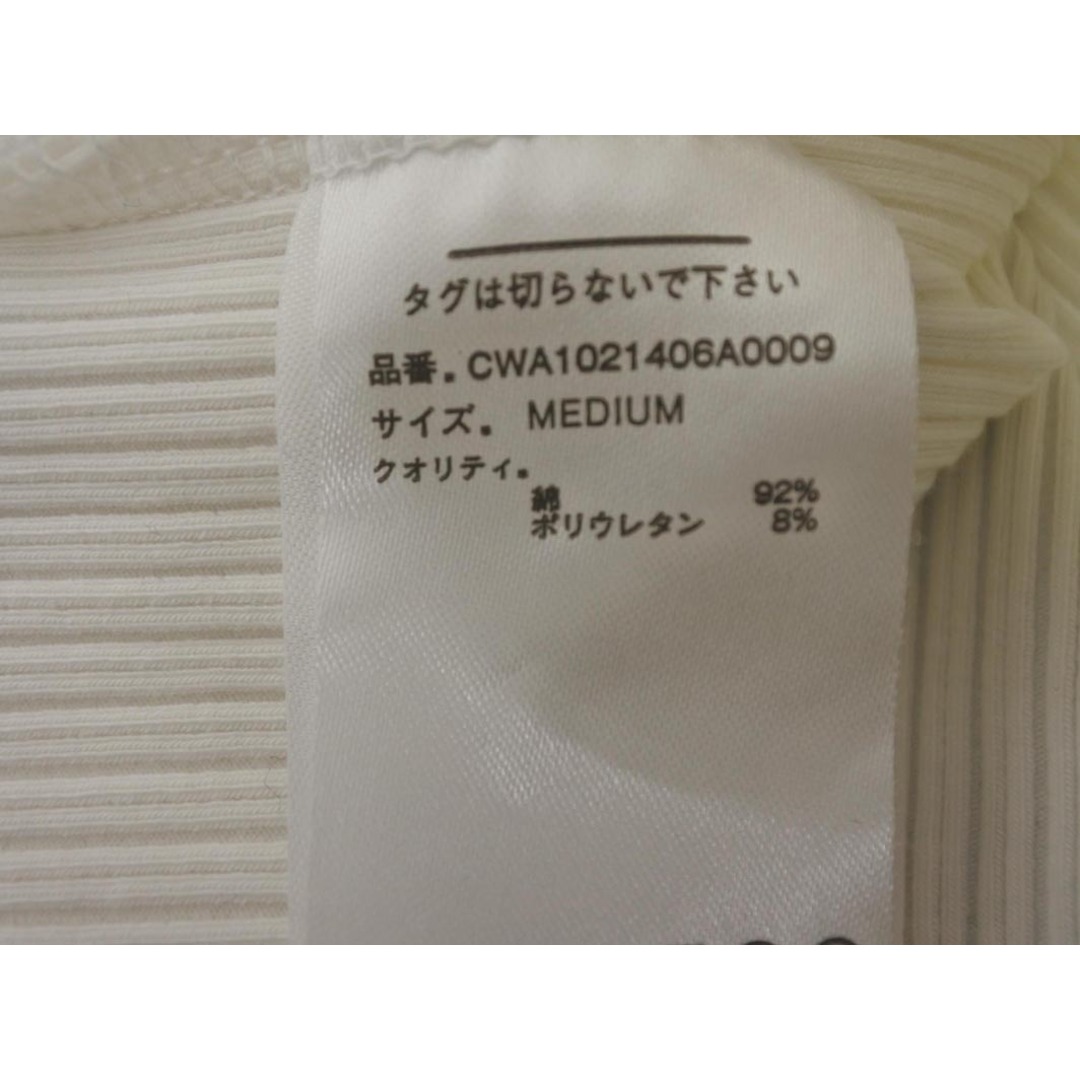 タグは切らないで下さい
品番. CWA1021406A0009
サイズ. MEDIUM
クオリティ.
綿 92%
ポリウレタン 8%